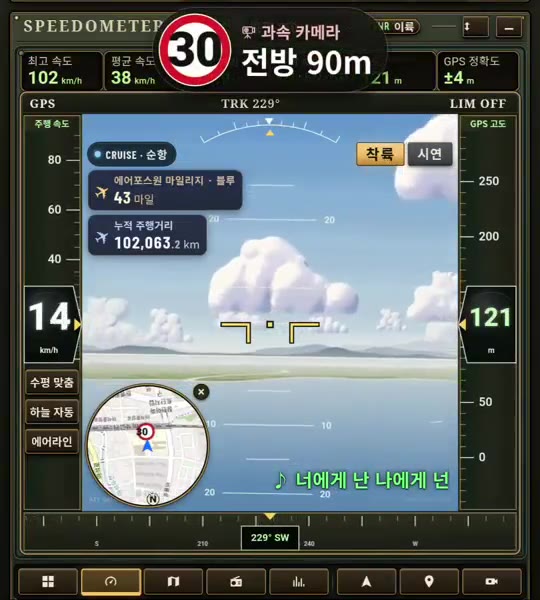 SPEEDOMETER
30
과속 카메라
전방 90m
이륙
최고 속도
102 km/h
평균 속도
38 km/h
21 m
GPS 정확도
±4 m
GPS
TRK 229°
LIM OFF
주행 속도
GPS 고도
CRUISE · 순항
착륙
시연
에어포스원 마일리지 · 블루
43 마일
누적 주행거리
102,063.2 km
80
60
40
14
km/h
250
200
121
m
50
0
20
20
10
10
20
20
수평 맞춤
하늘 자동
에어라인
30
N
♪ 너에게 난 나에게 넌
S
210
229° SW
240
W